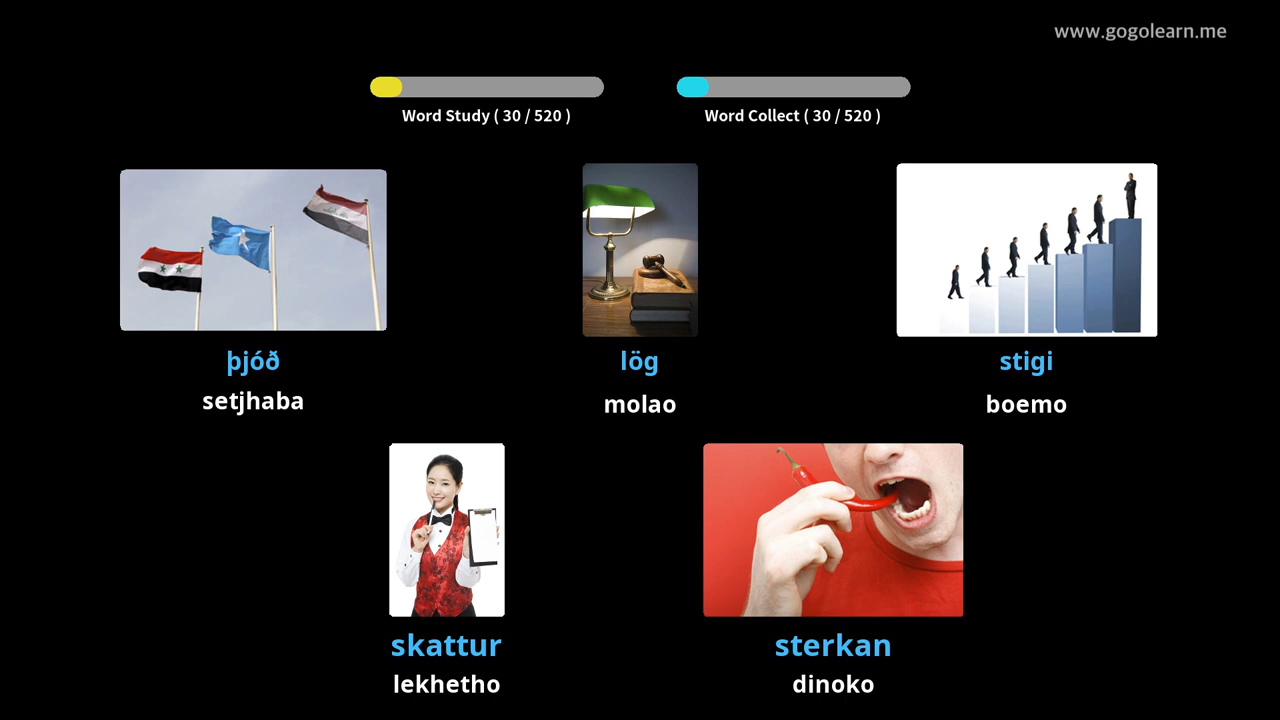 www.gogolearn.me
Word Study ( 30 / 520 )
Word Collect ( 30 / 520 )
þjóð
setjhaba
lög
molao
stigi
boemo
skattur
lekhetho
sterkan
dinoko